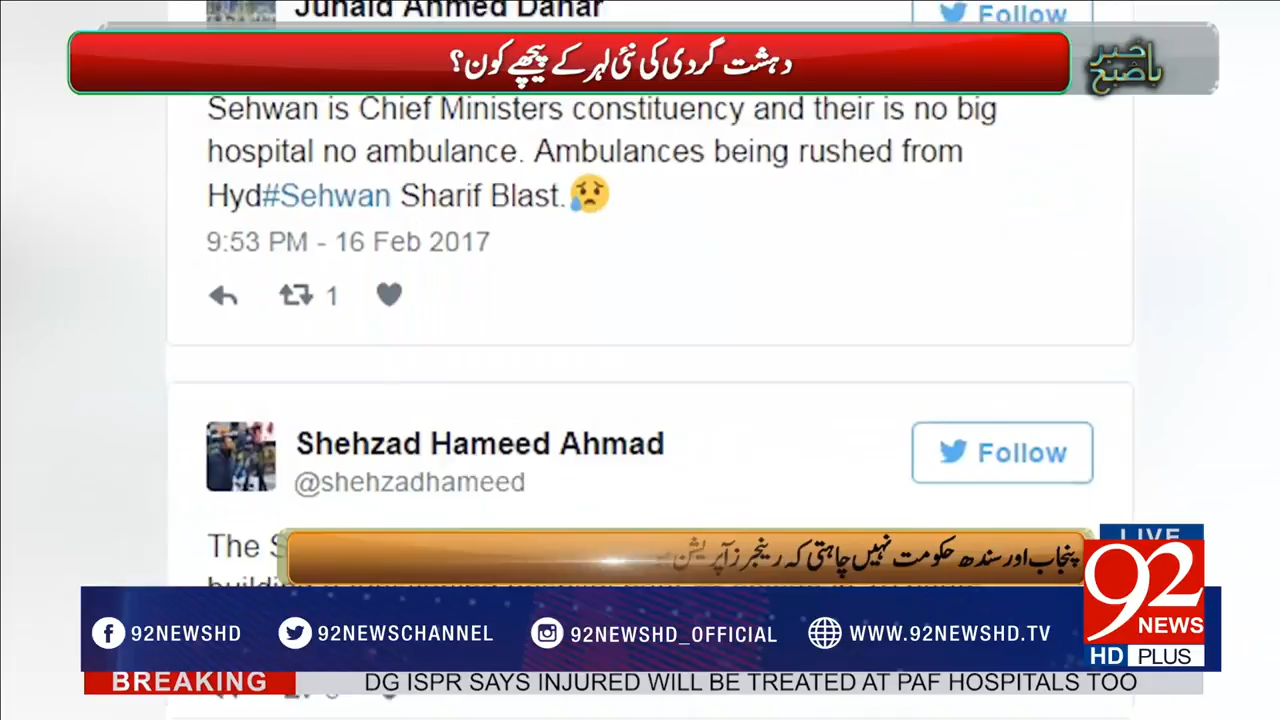 Junaid Ahmed Dahar
Follow
دہشت گردی کی نئی لہر کے پیچھے کون؟
باخبر صبح
Sehwan is Chief Ministers constituency and their is no big
hospital no ambulance. Ambulances being rushed from
Hyd#Sehwan Sharif Blast.😥
9:53 PM - 16 Feb 2017
1
Shehzad Hameed Ahmad
@shehzadhameed
Follow
The
پنجاب اور سندھ حکومت نہیں چاہتی کہ رینجرز آپریشن
LIVE
92
NEWS
HD PLUS
92NEWSHD
92NEWSCHANNEL
92NEWSHD_OFFICIAL
WWW.92NEWSHD.TV
BREAKING
DG ISPR SAYS INJURED WILL BE TREATED AT PAF HOSPITALS TOO